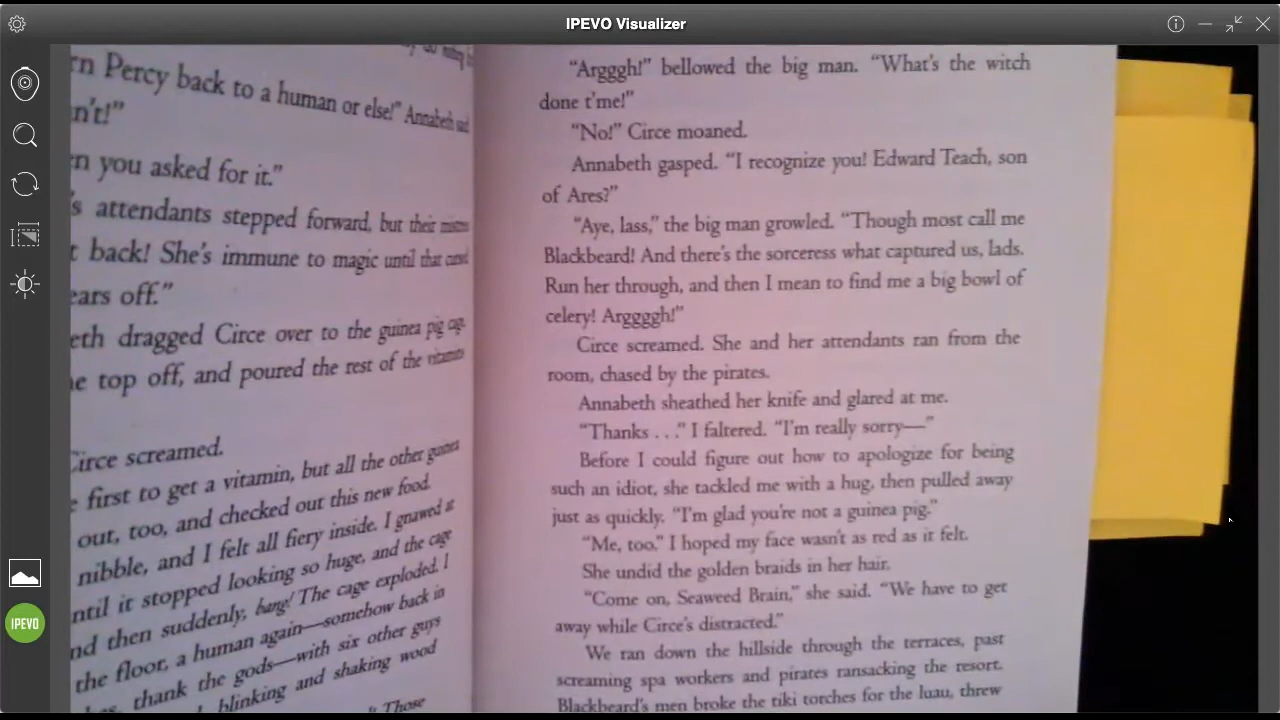 IPEVO Visualizer
rn Percy back to a human or else!" Annabeth said
n't!"
n you asked for it."
's attendants stepped forward, but their mistress
t back! She's immune to magic until that cursed
ears off."
eth dragged Circe over to the guinea pig cage,
e top off, and poured the rest of the vitamins
Circe screamed.
e first to get a vitamin, but all the other guinea
out, too, and checked out this new food.
nibble, and I felt all fiery inside. I gnawed at
ntil it stopped looking so huge, and the cage
nd then suddenly, bang! The cage exploded. I
the floor, a human again—somehow back in
thank the gods—with six other guys
blinking and shaking wood
Those
"Argggh!" bellowed the big man. "What's the witch
done t'me!"
"No!" Circe moaned.
Annabeth gasped. "I recognize you! Edward Teach, son
of Ares?"
"Aye, lass," the big man growled. "Though most call me
Blackbeard! And there's the sorceress what captured us, lads.
Run her through, and then I mean to find me a big bowl of
celery! Arggggh!"
Circe screamed. She and her attendants ran from the
room, chased by the pirates.
Annabeth sheathed her knife and glared at me.
"Thanks . . ." I faltered. "I'm really sorry—"
Before I could figure out how to apologize for being
such an idiot, she tackled me with a hug, then pulled away
just as quickly. "I'm glad you're not a guinea pig."
"Me, too." I hoped my face wasn't as red as it felt.
She undid the golden braids in her hair.
"Come on, Seaweed Brain," she said. "We have to get
away while Circe's distracted."
We ran down the hillside through the terraces, past
screaming spa workers and pirates ransacking the resort.
Blackbeard's men broke the tiki torches for the luau, threw
IPEVO